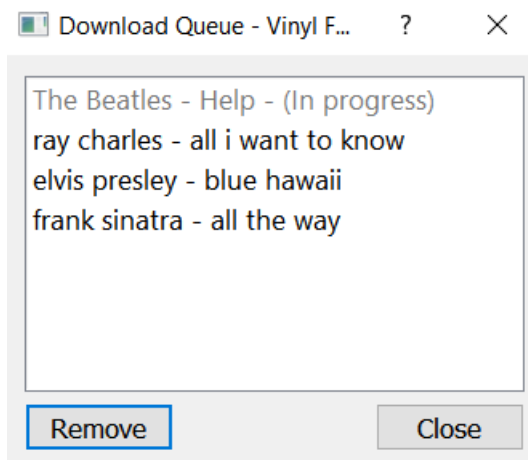 Download Queue - Vinyl F... ?
The Beatles - Help - (In progress)
ray charles - all i want to know
elvis presley - blue hawaii
frank sinatra - all the way
Remove Close